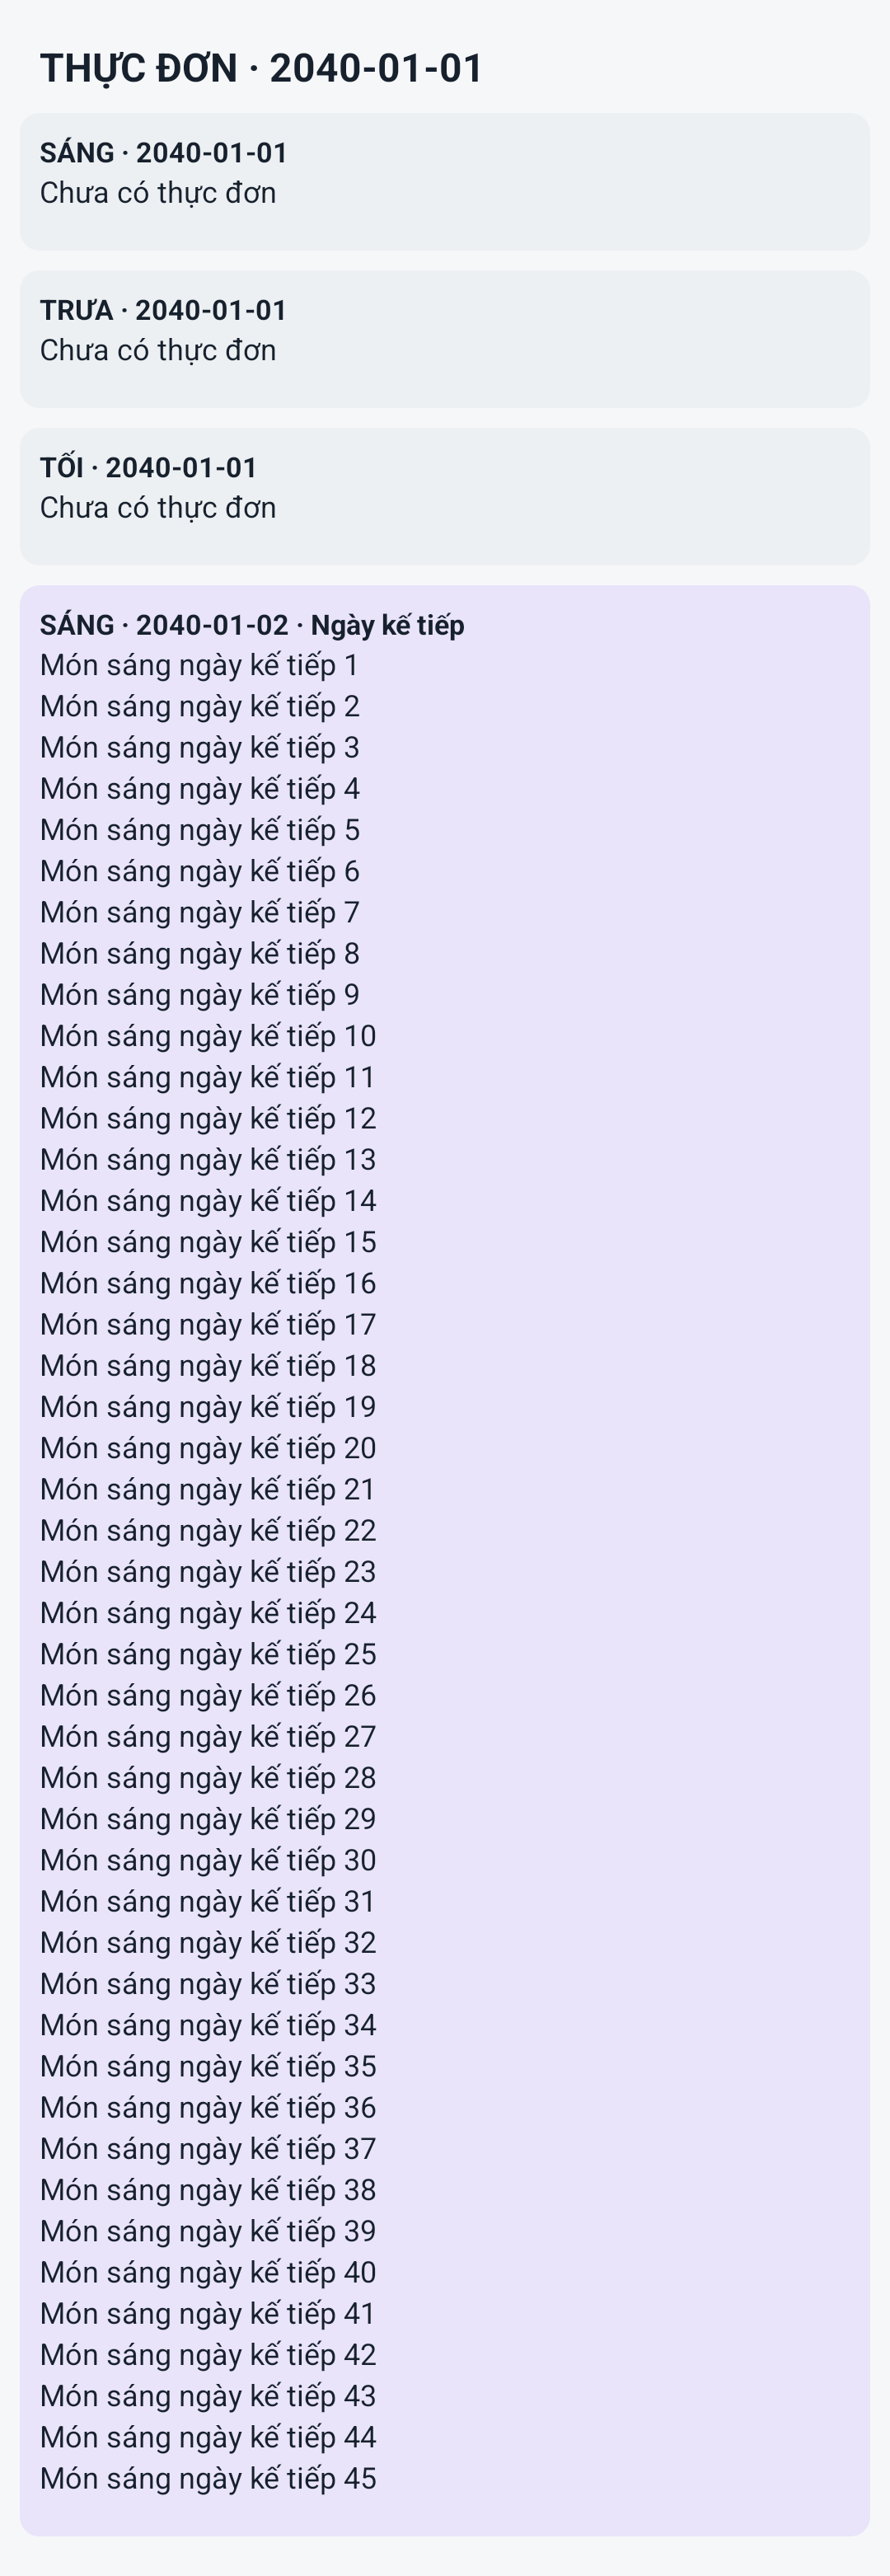 THỰC ĐƠN · 2040-01-01
SÁNG · 2040-01-01
Chưa có thực đơn
TRƯA · 2040-01-01
Chưa có thực đơn
TỐI · 2040-01-01
Chưa có thực đơn
SÁNG · 2040-01-02 · Ngày kế tiếp
Món sáng ngày kế tiếp 1
Món sáng ngày kế tiếp 2
Món sáng ngày kế tiếp 3
Món sáng ngày kế tiếp 4
Món sáng ngày kế tiếp 5
Món sáng ngày kế tiếp 6
Món sáng ngày kế tiếp 7
Món sáng ngày kế tiếp 8
Món sáng ngày kế tiếp 9
Món sáng ngày kế tiếp 10
Món sáng ngày kế tiếp 11
Món sáng ngày kế tiếp 12
Món sáng ngày kế tiếp 13
Món sáng ngày kế tiếp 14
Món sáng ngày kế tiếp 15
Món sáng ngày kế tiếp 16
Món sáng ngày kế tiếp 17
Món sáng ngày kế tiếp 18
Món sáng ngày kế tiếp 19
Món sáng ngày kế tiếp 20
Món sáng ngày kế tiếp 21
Món sáng ngày kế tiếp 22
Món sáng ngày kế tiếp 23
Món sáng ngày kế tiếp 24
Món sáng ngày kế tiếp 25
Món sáng ngày kế tiếp 26
Món sáng ngày kế tiếp 27
Món sáng ngày kế tiếp 28
Món sáng ngày kế tiếp 29
Món sáng ngày kế tiếp 30
Món sáng ngày kế tiếp 31
Món sáng ngày kế tiếp 32
Món sáng ngày kế tiếp 33
Món sáng ngày kế tiếp 34
Món sáng ngày kế tiếp 35
Món sáng ngày kế tiếp 36
Món sáng ngày kế tiếp 37
Món sáng ngày kế tiếp 38
Món sáng ngày kế tiếp 39
Món sáng ngày kế tiếp 40
Món sáng ngày kế tiếp 41
Món sáng ngày kế tiếp 42
Món sáng ngày kế tiếp 43
Món sáng ngày kế tiếp 44
Món sáng ngày kế tiếp 45